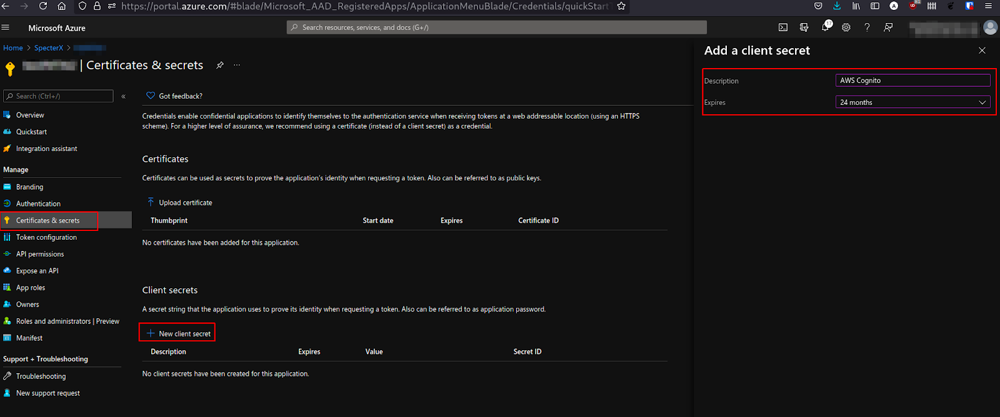 https://portal.azure.com/#blade/Microsoft_AAD_RegisteredApps/ApplicationMenuBlade/Credentials/quickStart
81
Microsoft Azure
Search resources, services, and docs (G+/)
17
Home > SpecterX >
| Certificates & secrets
Search (Ctrl+/)
Overview
Quickstart
Integration assistant
Manage
Branding
Authentication
Certificates & secrets
Token configuration
API permissions
Expose an API
App roles
Owners
Roles and administrators | Preview
Manifest
Support + Troubleshooting
Troubleshooting
New support request
Got feedback?
Credentials enable confidential applications to identify themselves to the authentication service when receiving tokens at a web addressable location (using an HTTPS
scheme). For a higher level of assurance, we recommend using a certificate (instead of a client secret) as a credential.
Certificates
Certificates can be used as secrets to prove the application's identity when requesting a token. Also can be referred to as public keys.
Upload certificate
Thumbprint Start date Expires Certificate ID
No certificates have been added for this application.
Client secrets
A secret string that the application uses to prove its identity when requesting a token. Also can be referred to as application password.
New client secret
Description Expires Value Secret ID
No client secrets have been created for this application.
Add a client secret
Description AWS Cognito
Expires 24 months